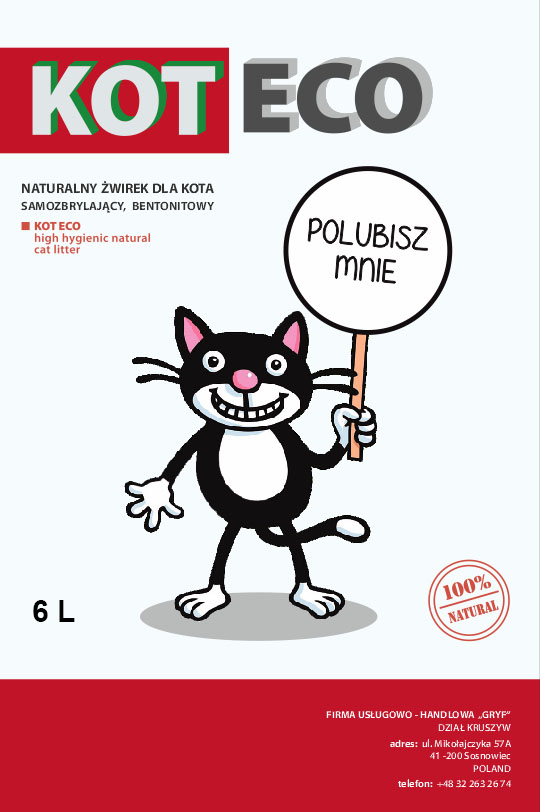 KOT ECO
NATURALNY ŻWIREK DLA KOTA
SAMOZBRYLAJĄCY, BENTONITOWY
KOT ECO
high hygienic natural
cat litter
POLUBISZ
MNIE
6 L
100%
NATURAL
FIRMA USŁUGOWO - HANDLOWA „GRYF”
DZIAŁ KRUSZYW
adres: ul. Mikołajczyka 57A
41 -200 Sosnowiec
POLAND
telefon: +48 32 263 26 74